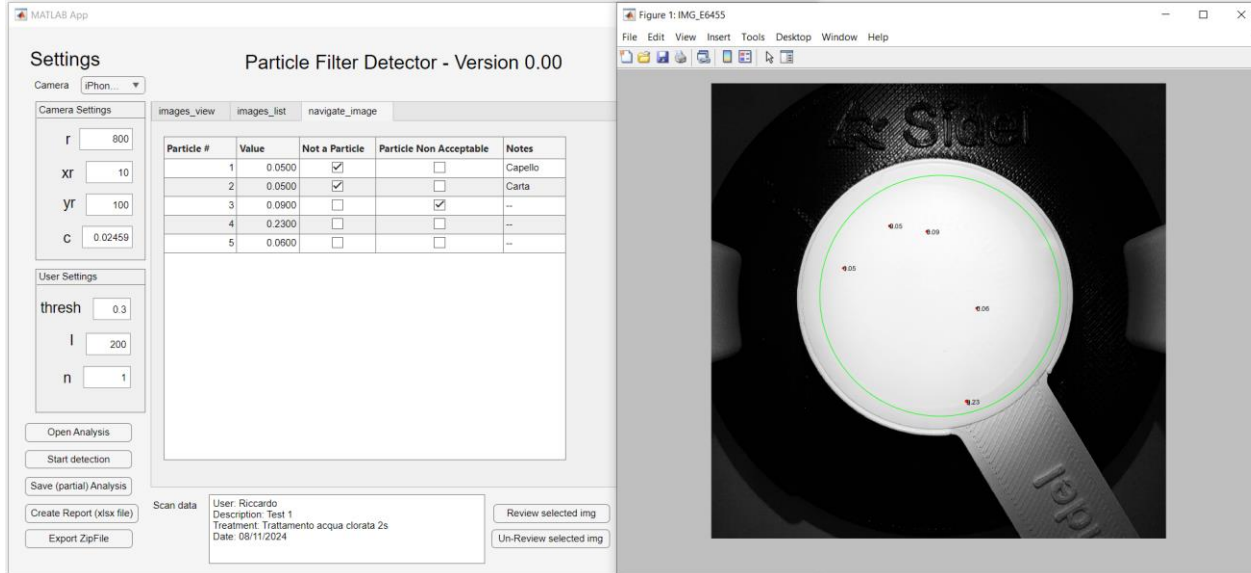 MATLAB App
Settings
Particle Filter Detector - Version 0.00
Camera iPhon...
Camera Settings
r 800
xr 10
yr 100
c 0.02459
User Settings
thresh 0.3
l 200
n 1
Open Analysis
Start detection
Save (partial) Analysis
Create Report (xlsx file)
Export ZipFile
images_view images_list navigate_image
Particle # Value Not a Particle Particle Non Acceptable Notes
1 0.0500 Capello
2 0.0500 Carta
3 0.0900 --
4 0.2300 --
5 0.0600 --
Scan data
User: Riccardo
Description: Test 1
Treatment: Trattamento acqua clorata 2s
Date: 08/11/2024
Review selected img
Un-Review selected img
Figure 1: IMG_E6455
File Edit View Insert Tools Desktop Window Help
Sidel
0.05
0.09
0.05
0.06
0.23
idel